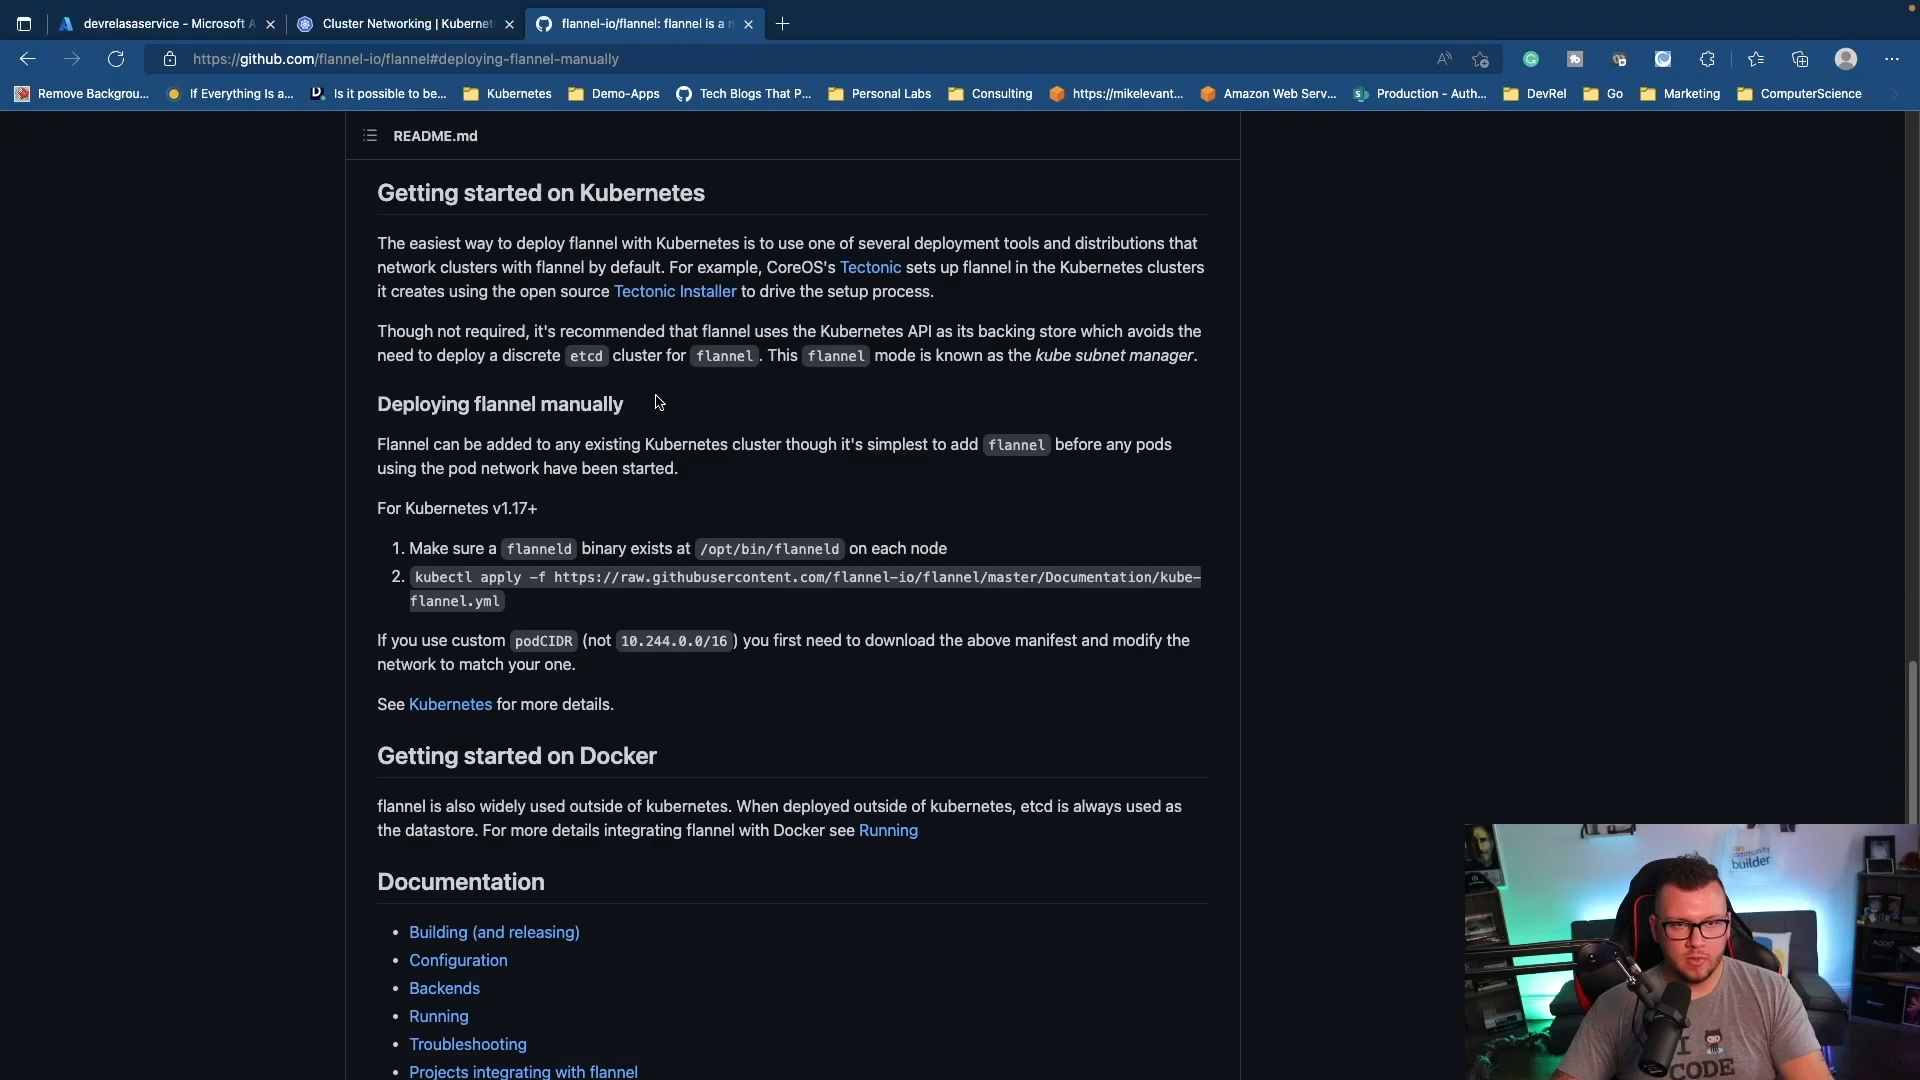 devrelasaservice - Microsoft A
Cluster Networking | Kubernet
flannel-io/flannel: flannel is a n
https://github.com/flannel-io/flannel#deploying-flannel-manually
Remove Backgrou...
If Everything Is a...
Is it possible to be...
Kubernetes
Demo-Apps
Tech Blogs That P...
Personal Labs
Consulting
https://mikelevant...
Amazon Web Serv...
Production - Auth...
DevRel
Go
Marketing
ComputerScience
README.md
Getting started on Kubernetes
The easiest way to deploy flannel with Kubernetes is to use one of several deployment tools and distributions that
network clusters with flannel by default. For example, CoreOS's Tectonic sets up flannel in the Kubernetes clusters
it creates using the open source Tectonic Installer to drive the setup process.
Though not required, it's recommended that flannel uses the Kubernetes API as its backing store which avoids the
need to deploy a discrete etcd cluster for flannel. This flannel mode is known as the kube subnet manager.
Deploying flannel manually
Flannel can be added to any existing Kubernetes cluster though it's simplest to add flannel before any pods
using the pod network have been started.
For Kubernetes v1.17+
1. Make sure a flanneld binary exists at /opt/bin/flanneld on each node
2. kubectl apply -f https://raw.githubusercontent.com/flannel-io/flannel/master/Documentation/kube-
flannel.yml
If you use custom podCIDR (not 10.244.0.0/16) you first need to download the above manifest and modify the
network to match your one.
See Kubernetes for more details.
Getting started on Docker
flannel is also widely used outside of kubernetes. When deployed outside of kubernetes, etcd is always used as
the datastore. For more details integrating flannel with Docker see Running
Documentation
• Building (and releasing)
• Configuration
• Backends
• Running
• Troubleshooting
• Projects integrating with flannel
community
builder
I
CODE